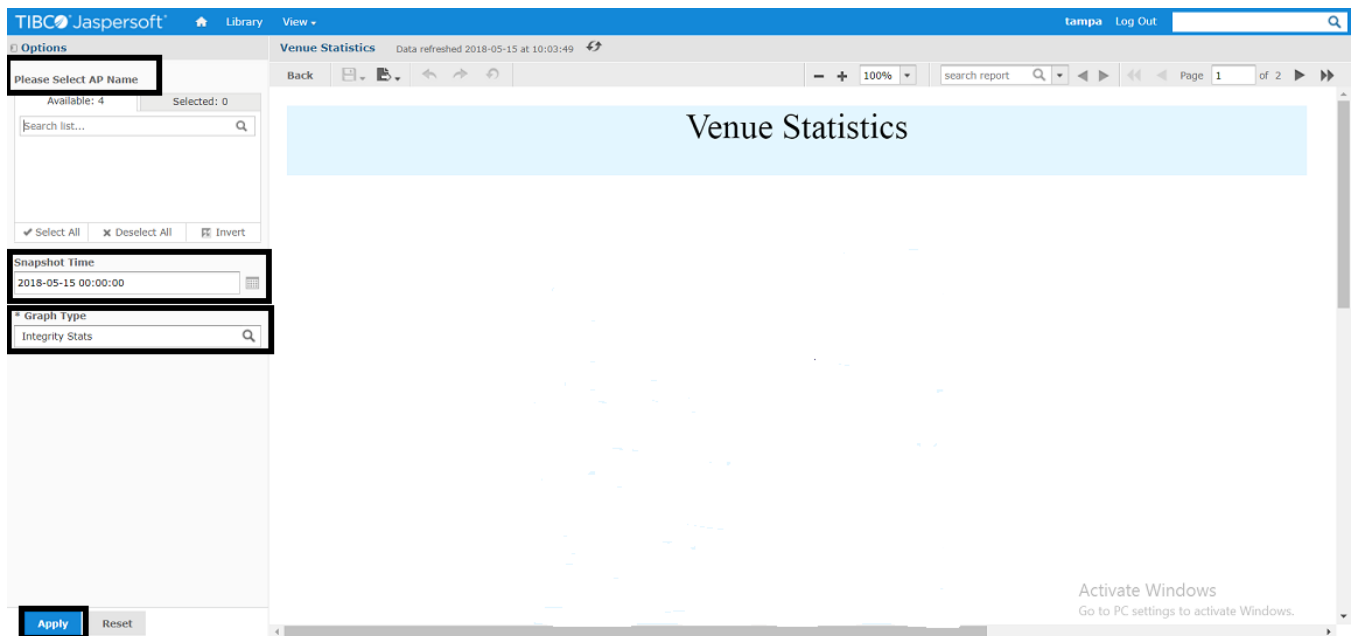 TIBCO Jaspersoft Library View tampa Log Out
Options
Venue Statistics Data refreshed 2018-05-15 at 10:03:49
Please Select AP Name
Back 100% search report Page 1 of 2
Available: 4 Selected: 0
Search list...
Venue Statistics
Select All Deselect All Invert
Snapshot Time
2018-05-15 00:00:00
* Graph Type
Integrity Stats
Activate Windows
Go to PC settings to activate Windows.
Apply Reset